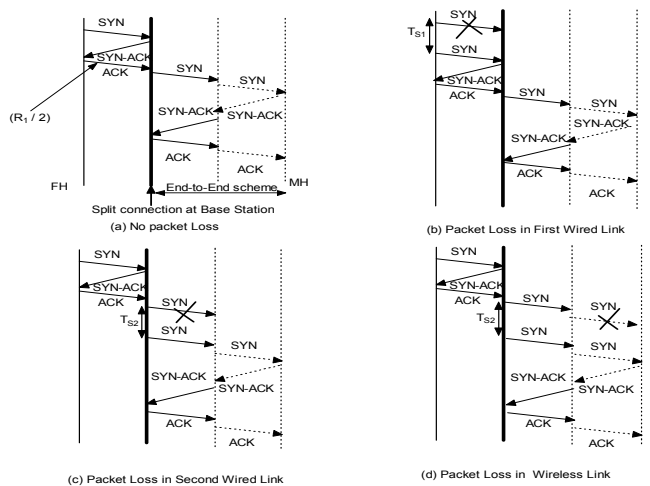 SYN
SYN-ACK
ACK
SYN
SYN
SYN-ACK
SYN-ACK
ACK
ACK
(R1 / 2)
FH
End-to-End scheme
MH
Split connection at Base Station
(a) No packet Loss
TS1
SYN
SYN
SYN-ACK
ACK
SYN
SYN
SYN-ACK
SYN-ACK
ACK
ACK
(b) Packet Loss in First Wired Link
SYN
SYN-ACK
ACK
SYN
TS2
SYN
SYN
SYN-ACK
SYN-ACK
ACK
ACK
(c) Packet Loss in Second Wired Link
SYN
SYN-ACK
ACK
SYN
SYN
TS2
SYN
SYN
SYN-ACK
SYN-ACK
ACK
ACK
(d) Packet Loss in Wireless Link